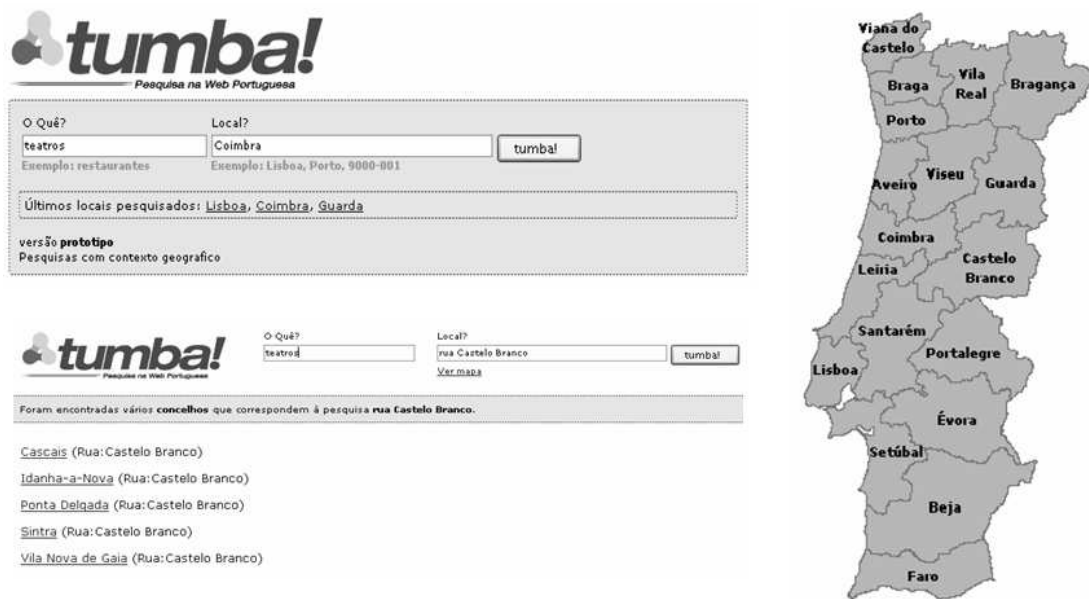 tumba!
Pesquisa na Web Portuguesa
O Quê? Local?
teatros Coimbra tumba!
Exemplo: restaurantes Exemplo: Lisboa, Porto, 9000-001
Últimos locais pesquisados: Lisboa, Coimbra, Guarda
versão prototipo
Pesquisas com contexto geografico
tumba!
Pesquisa na Web Portuguesa
O Quê? Local?
teatros rua Castelo Branco tumba!
Ver mapa
Foram encontradas vários concelhos que correspondem à pesquisa rua Castelo Branco.
Cascais (Rua:Castelo Branco)
Idanha-a-Nova (Rua:Castelo Branco)
Ponta Delgada (Rua:Castelo Branco)
Sintra (Rua:Castelo Branco)
Vila Nova de Gaia (Rua:Castelo Branco)
Viana do
Castelo
Braga
Vila
Real
Bragança
Porto
Aveiro
Viseu
Guarda
Coimbra
Castelo
Branco
Leiria
Santarém
Portalegre
Lisboa
Évora
Setúbal
Beja
Faro